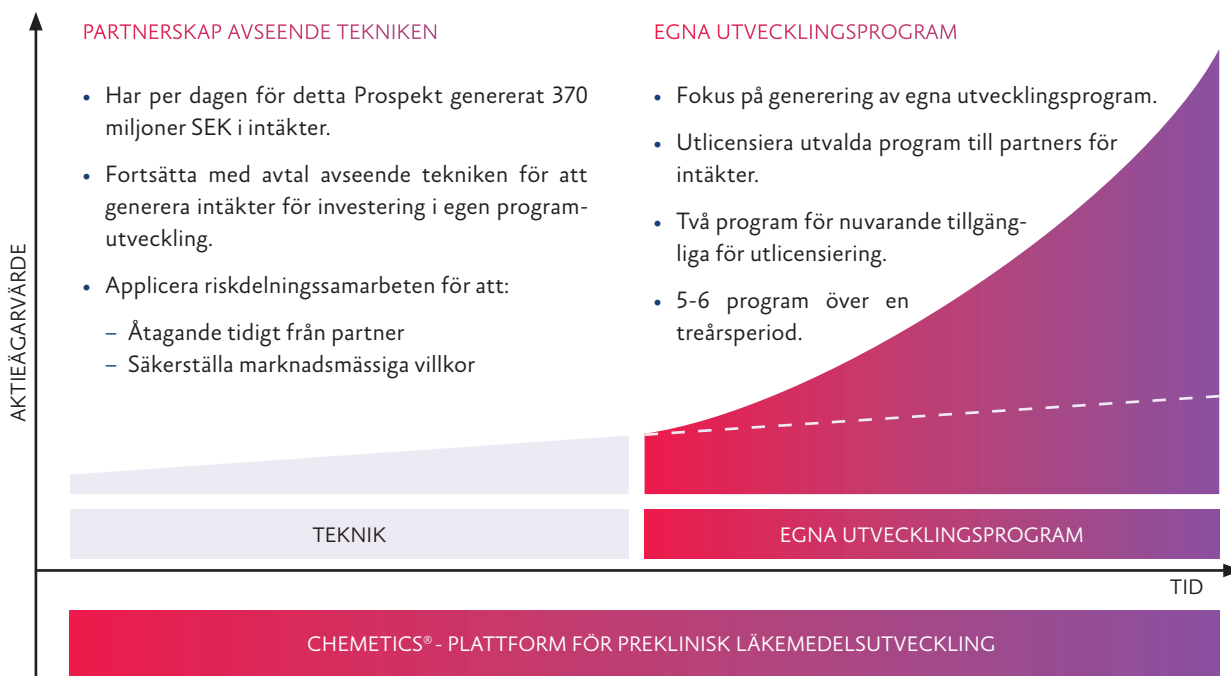 AKTIEÄGARVÄRDE
PARTNERSKAP AVSEENDE TEKNIKEN
• Har per dagen för detta Prospekt genererat 370
miljoner SEK i intäkter.
• Fortsätta med avtal avseende tekniken för att
generera intäkter för investering i egen program-
utveckling.
• Applicera riskdelningssamarbeten för att:
– Åtagande tidigt från partner
– Säkerställa marknadsmässiga villkor
EGNA UTVECKLINGSPROGRAM
• Fokus på generering av egna utvecklingsprogram.
• Utlicensiera utvalda program till partners för
intäkter.
• Två program för nuvarande tillgäng-
liga för utlicensiering.
• 5-6 program över en
treårsperiod.
TEKNIK
EGNA UTVECKLINGSPROGRAM
TID
CHEMETICS® - PLATTFORM FÖR PREKLINISK LÄKEMEDELSUTVECKLING